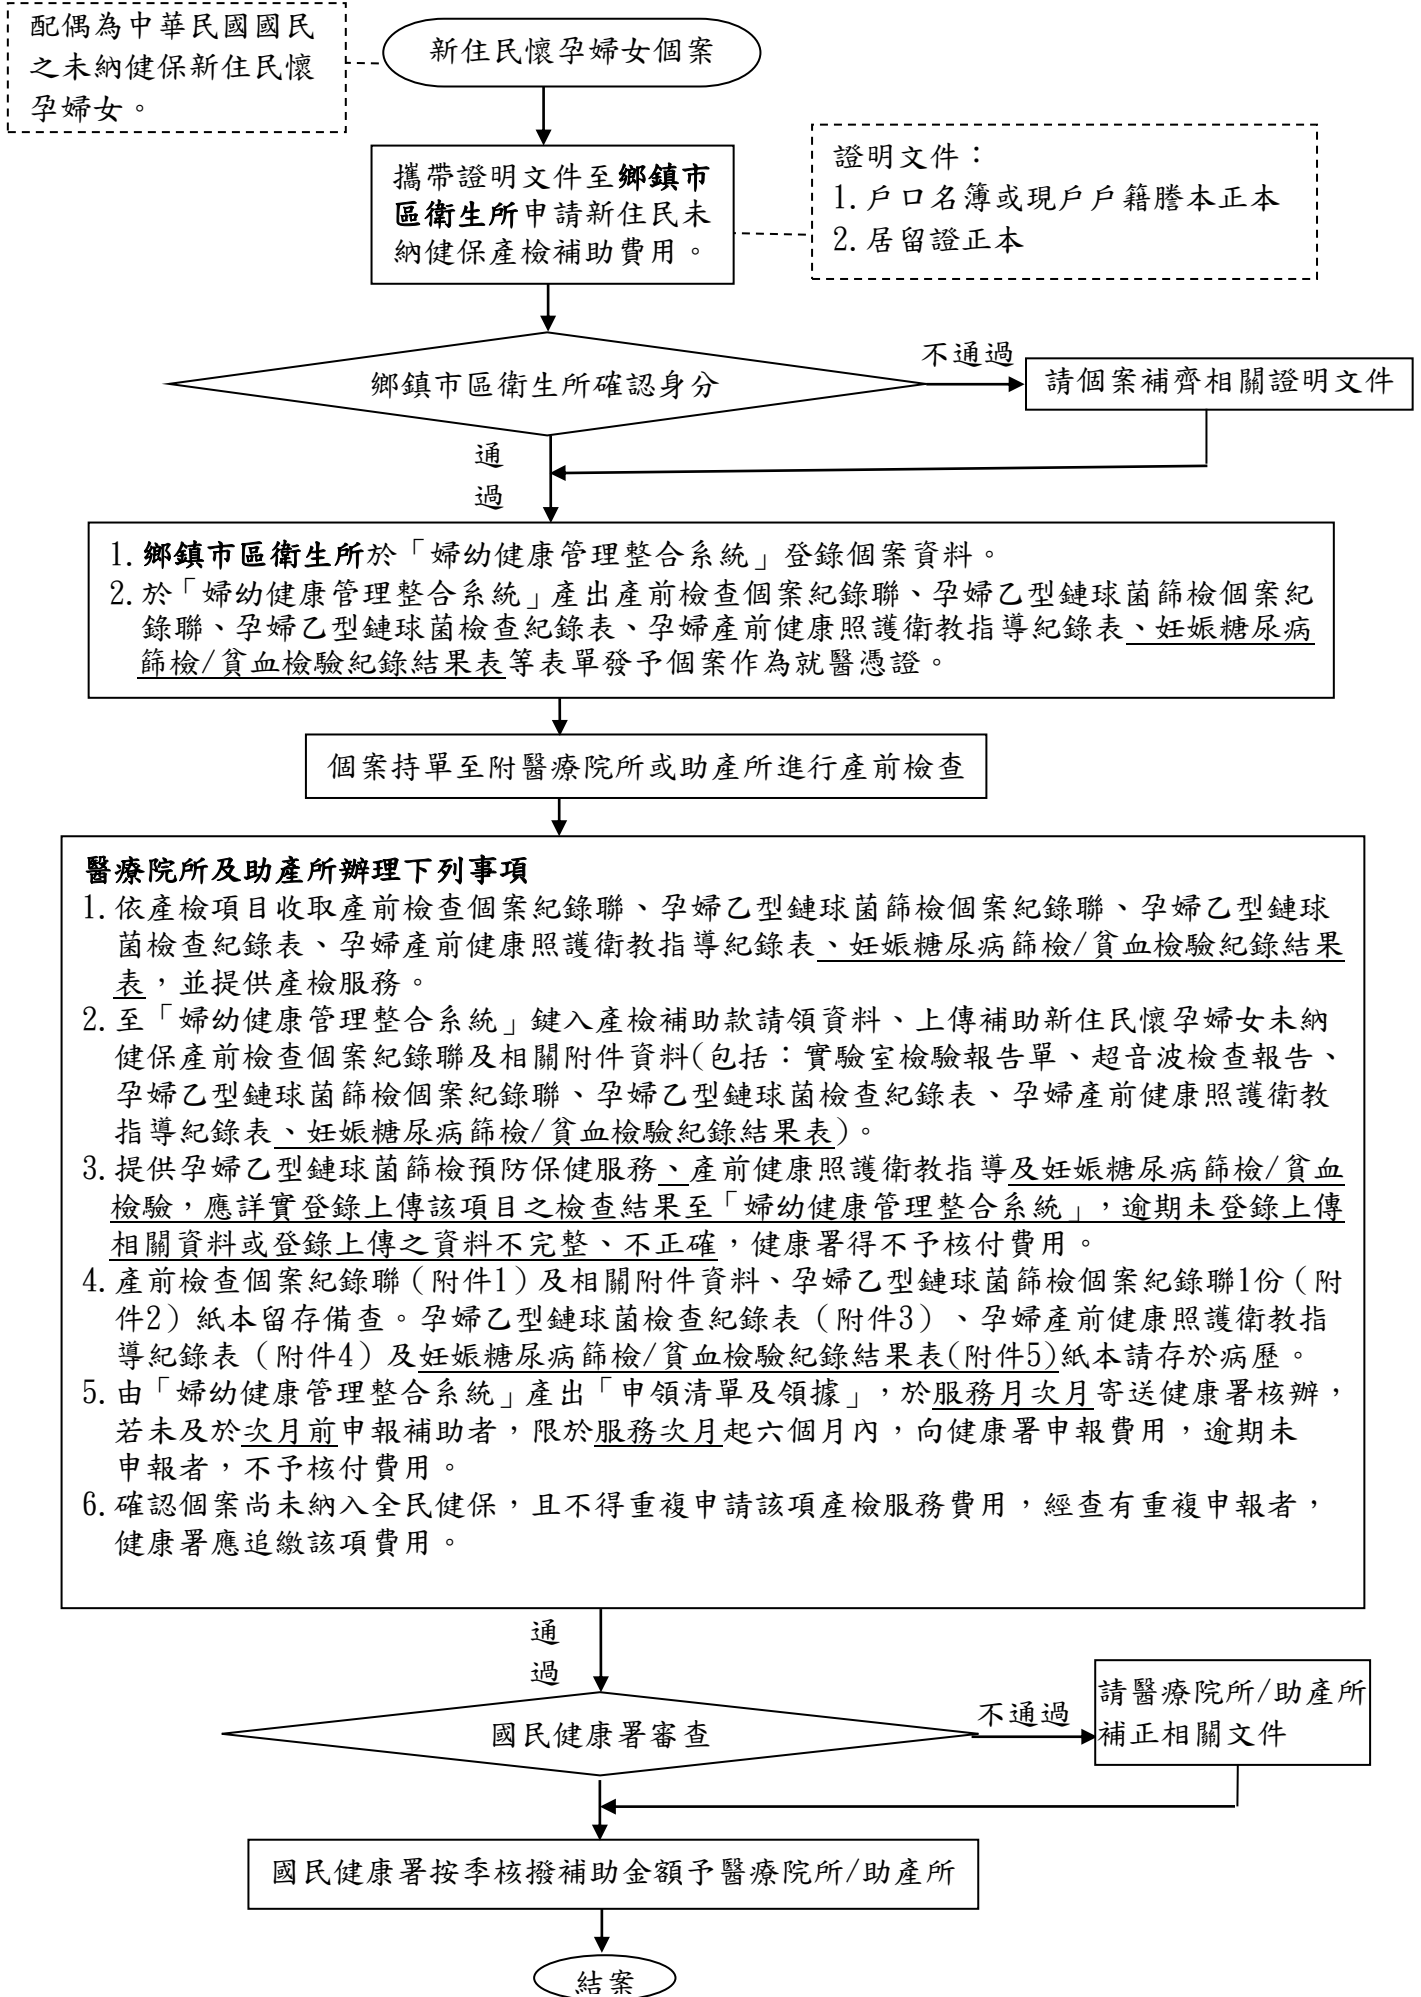 配偶為中華民國國民
之未納健保新住民懷
孕婦女。
新住民懷孕婦女個案
攜帶證明文件至鄉鎮市
區衛生所申請新住民未
納健保產檢補助費用。
證明文件：
1.戶口名簿或現戶戶籍謄本正本
2.居留證正本
鄉鎮市區衛生所確認身分
不通過
請個案補齊相關證明文件
通
過
1.鄉鎮市區衛生所於「婦幼健康管理整合系統」登錄個案資料。
2.於「婦幼健康管理整合系統」產出產前檢查個案紀錄聯、孕婦乙型鏈球菌篩檢個案紀
錄聯、孕婦乙型鏈球菌檢查紀錄表、孕婦產前健康照護衛教指導紀錄表、妊娠糖尿病
篩檢/貧血檢驗紀錄結果表等表單發予個案作為就醫憑證。
個案持單至附醫療院所或助產所進行產前檢查
醫療院所及助產所辦理下列事項
1.依產檢項目收取產前檢查個案紀錄聯、孕婦乙型鏈球菌篩檢個案紀錄聯、孕婦乙型鏈球
菌檢查紀錄表、孕婦產前健康照護衛教指導紀錄表、妊娠糖尿病篩檢/貧血檢驗紀錄結果
表，並提供產檢服務。
2.至「婦幼健康管理整合系統」鍵入產檢補助款請領資料、上傳補助新住民懷孕婦女未納
健保產前檢查個案紀錄聯及相關附件資料(包括：實驗室檢驗報告單、超音波檢查報告、
孕婦乙型鏈球菌篩檢個案紀錄聯、孕婦乙型鏈球菌檢查紀錄表、孕婦產前健康照護衛教
指導紀錄表、妊娠糖尿病篩檢/貧血檢驗紀錄結果表)。
3.提供孕婦乙型鏈球菌篩檢預防保健服務、產前健康照護衛教指導及妊娠糖尿病篩檢/貧血
檢驗，應詳實登錄上傳該項目之檢查結果至「婦幼健康管理整合系統」，逾期未登錄上傳
相關資料或登錄上傳之資料不完整、不正確，健康署得不予核付費用。
4.產前檢查個案紀錄聯（附件1）及相關附件資料、孕婦乙型鏈球菌篩檢個案紀錄聯1份（附
件2）紙本留存備查。孕婦乙型鏈球菌檢查紀錄表（附件3）、孕婦產前健康照護衛教指
導紀錄表（附件4）及妊娠糖尿病篩檢/貧血檢驗紀錄結果表(附件5)紙本請存於病歷。
5.由「婦幼健康管理整合系統」產出「申領清單及領據」，於服務月次月寄送健康署核辦，
若未及於次月前申報補助者，限於服務次月起六個月內，向健康署申報費用，逾期未
申報者，不予核付費用。
6.確認個案尚未納入全民健保，且不得重複申請該項產檢服務費用，經查有重複申報者，
健康署應追繳該項費用。
通
過
國民健康署審查
不通過
請醫療院所/助產所
補正相關文件
國民健康署按季核撥補助金額予醫療院所/助產所
結案